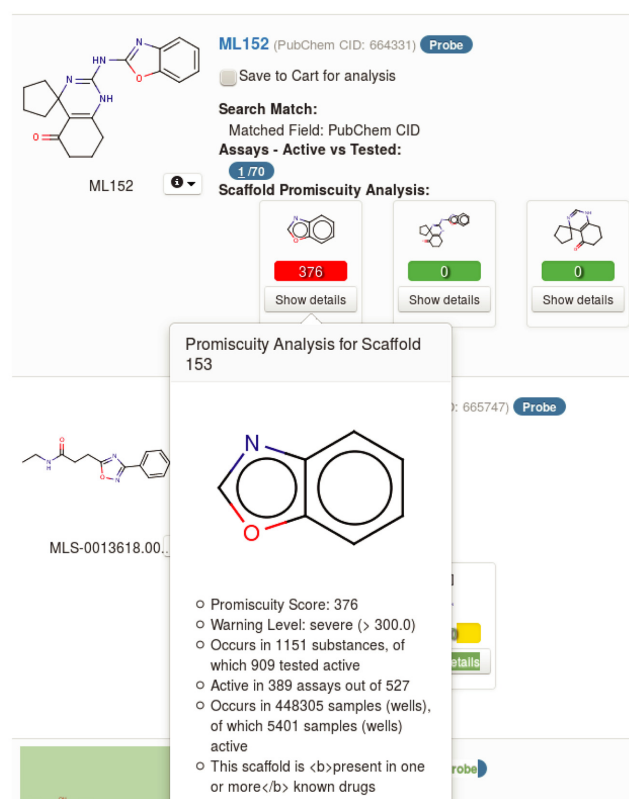 ML152 (PubChem CID: 664331) Probe
Save to Cart for analysis
Search Match:
Matched Field: PubChem CID
Assays - Active vs Tested:
1 /70
Scaffold Promiscuity Analysis:
N
HN
N
O
NH
O
ML152
376
0
0
Show details
Show details
Show details
Promiscuity Analysis for Scaffold
153
D: 665747) Probe
N
O
MLS-0013618.00...
etails
Promiscuity Score: 376
Warning Level: severe (> 300.0)
Occurs in 1151 substances, of
which 909 tested active
Active in 389 assays out of 527
Occurs in 448305 samples (wells),
of which 5401 samples (wells)
active
This scaffold is <b>present in one
or more</b> known drugs
robe